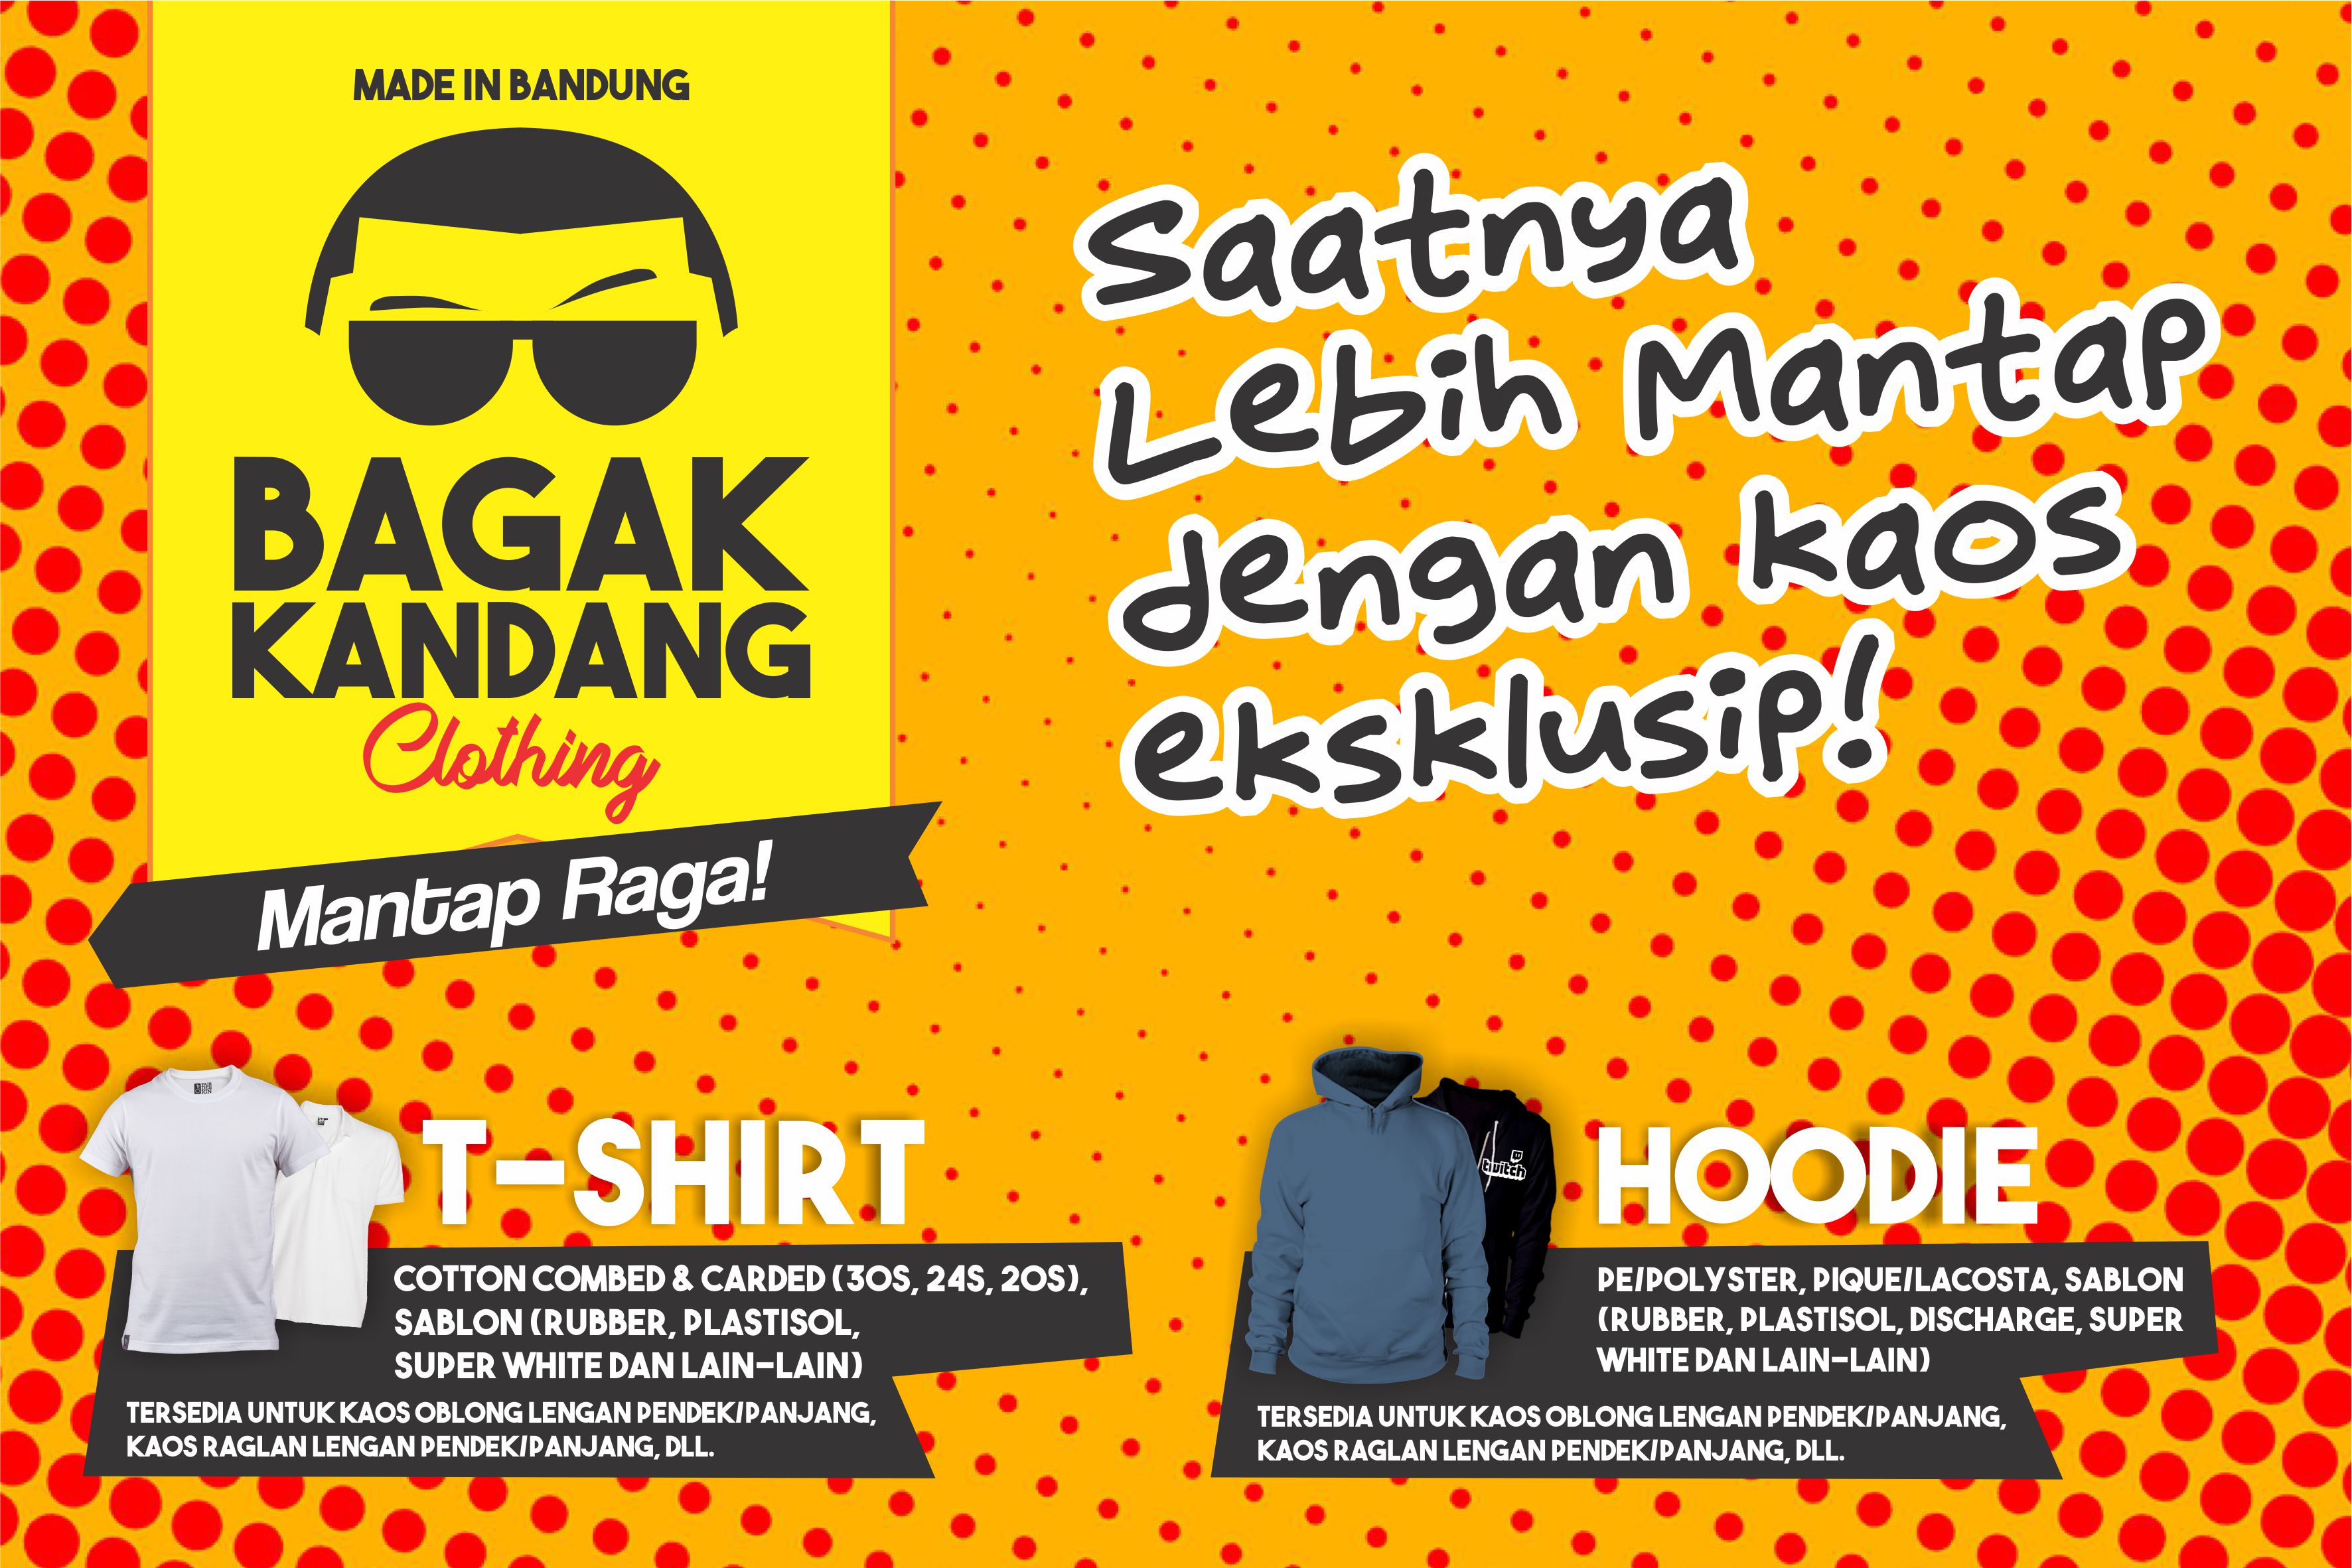 MADE IN BANDUNG
BAGAK
KANDANG
Clothing
Mantap Raga!
Saatnya
Lebih Mantap
dengan kaos
eksklusip!
T-SHIRT
COTTON COMBED & CARDED (30S, 24S, 20S),
SABLON (RUBBER, PLASTISOL,
SUPER WHITE DAN LAIN-LAIN)
TERSEDIA UNTUK KAOS OBLONG LENGAN PENDEK/PANJANG,
KAOS RAGLAN LENGAN PENDEK/PANJANG, DLL.
twitch
HOODIE
PE/POLYSTER, PIQUE/LACOSTA, SABLON
(RUBBER, PLASTISOL, DISCHARGE, SUPER
WHITE DAN LAIN-LAIN)
TERSEDIA UNTUK KAOS OBLONG LENGAN PENDEK/PANJANG,
KAOS RAGLAN LENGAN PENDEK/PANJANG, DLL.